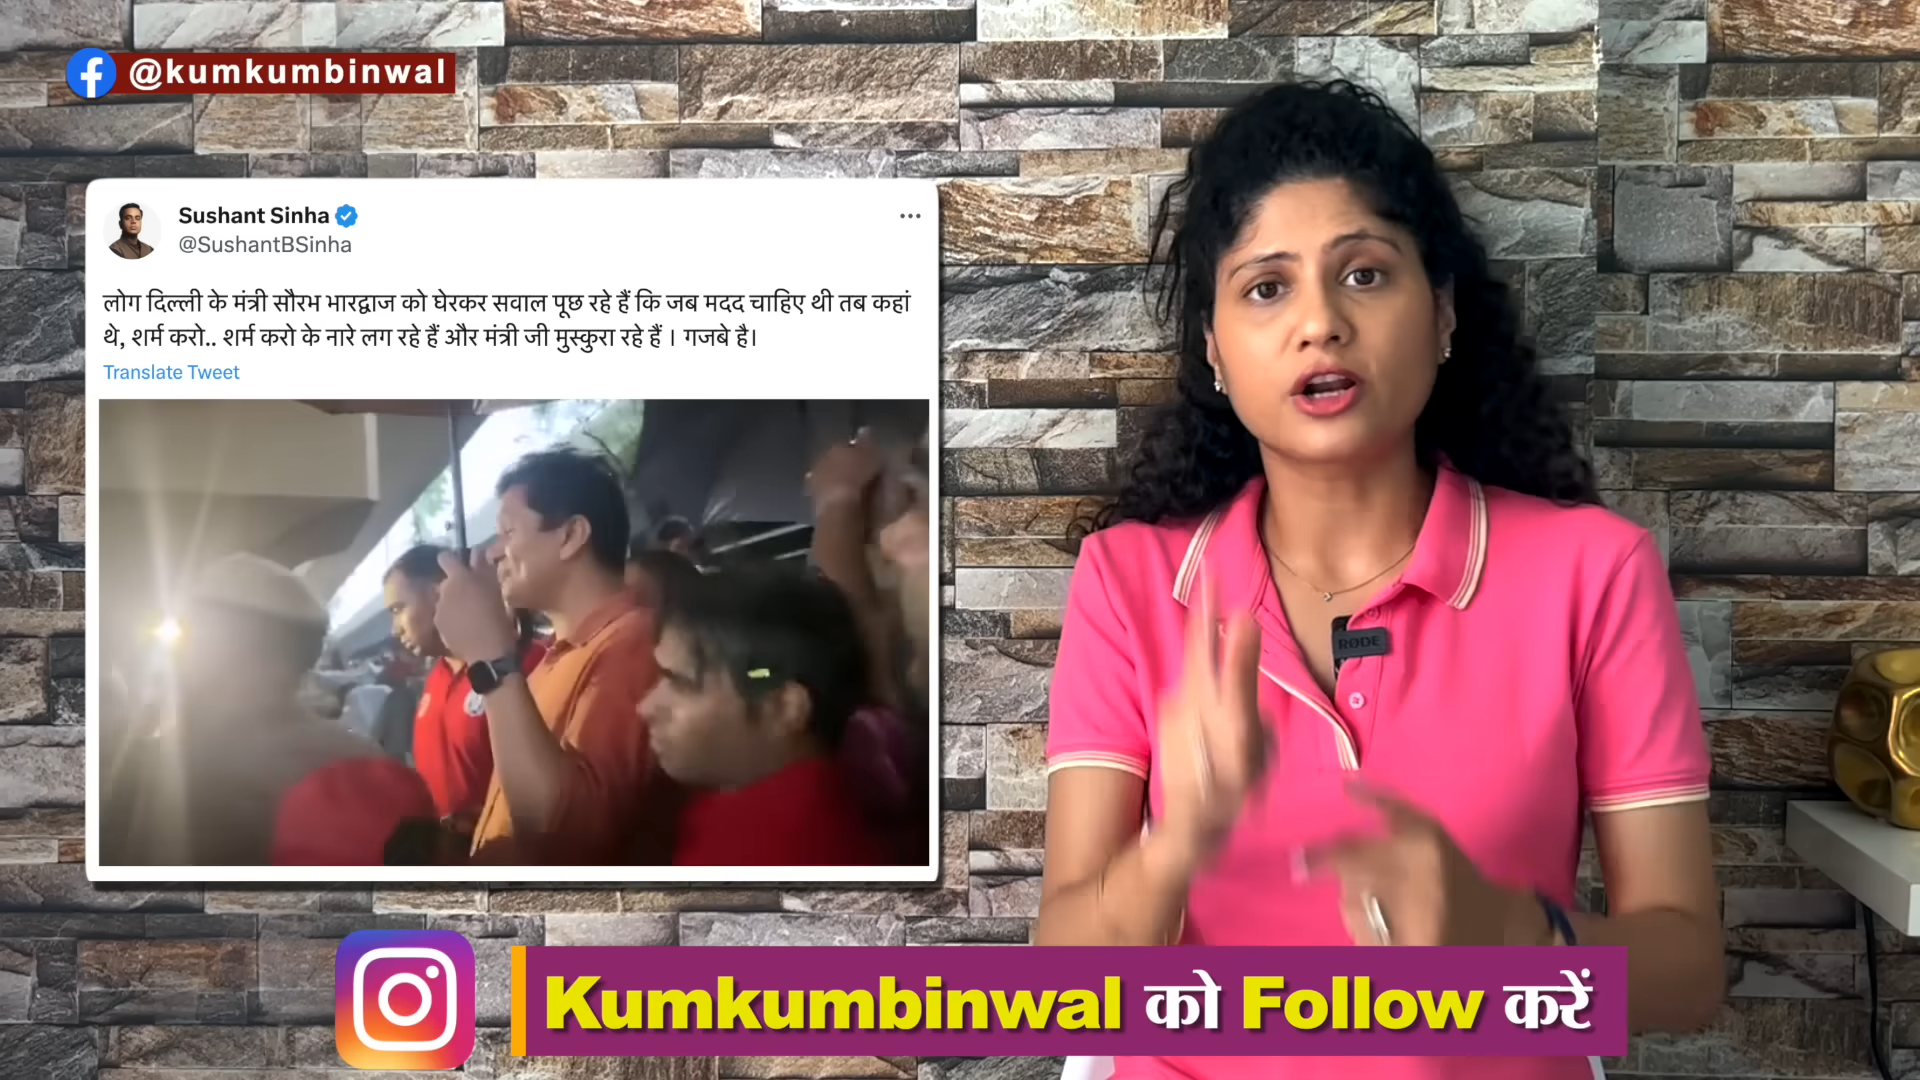 @kumkumbinwal
Sushant Sinha
@SushantBSinha
लोग दिल्ली के मंत्री सौरभ भारद्वाज को घेरकर सवाल पूछ रहे हैं कि जब मदद चाहिए थी तब कहां
थे, शर्म करो.. शर्म करो के नारे लग रहे हैं और मंत्री जी मुस्कुरा रहे हैं । गजबे है।
Translate Tweet
RØDE
Kumkumbinwal को Follow करें